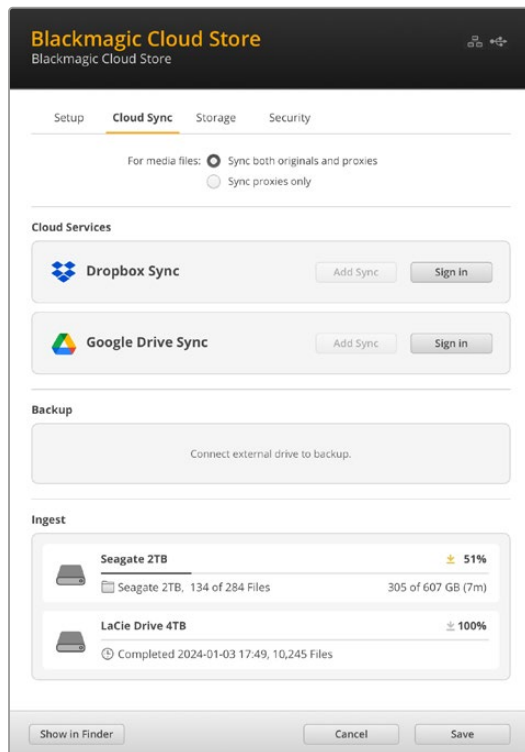 Blackmagic Cloud Store
Blackmagic Cloud Store
Setup Cloud Sync Storage Security
For media files: Sync both originals and proxies
Sync proxies only
Cloud Services
Dropbox Sync Add Sync Sign in
Google Drive Sync Add Sync Sign in
Backup
Connect external drive to backup.
Ingest
Seagate 2TB 51%
Seagate 2TB, 134 of 284 Files 305 of 607 GB (7m)
LaCie Drive 4TB 100%
Completed 2024-01-03 17:49, 10,245 Files
Show in Finder Cancel Save